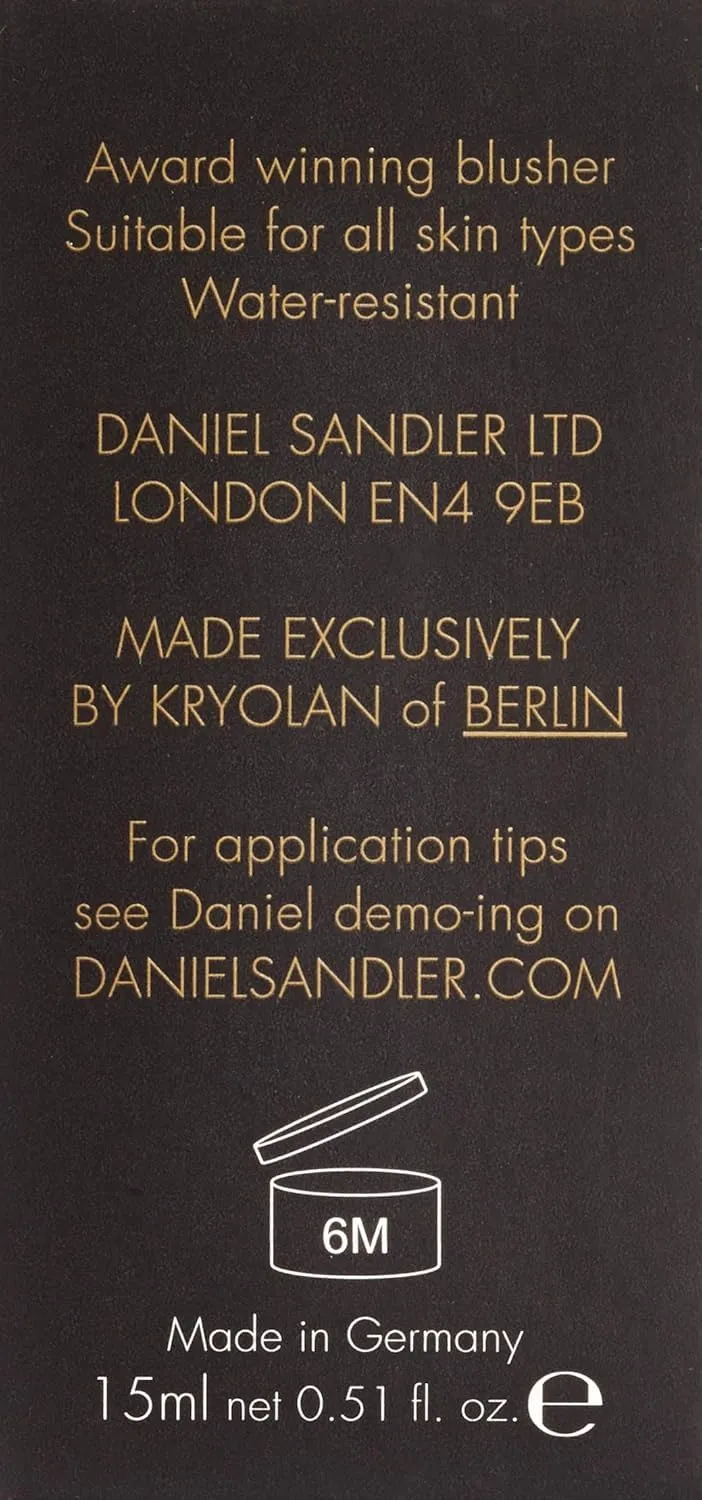 Award winning blusher
Suitable for all skin types
Water-resistant
DANIEL SANDLER LTD
LONDON EN4 9EB
MADE EXCLUSIVELY
BY KRYOLAN of BERLIN
For application tips
see Daniel demo-ing on
DANIELSANDLER.COM
6M
Made in Germany
15ml net 0.51 fl. oz. ℮